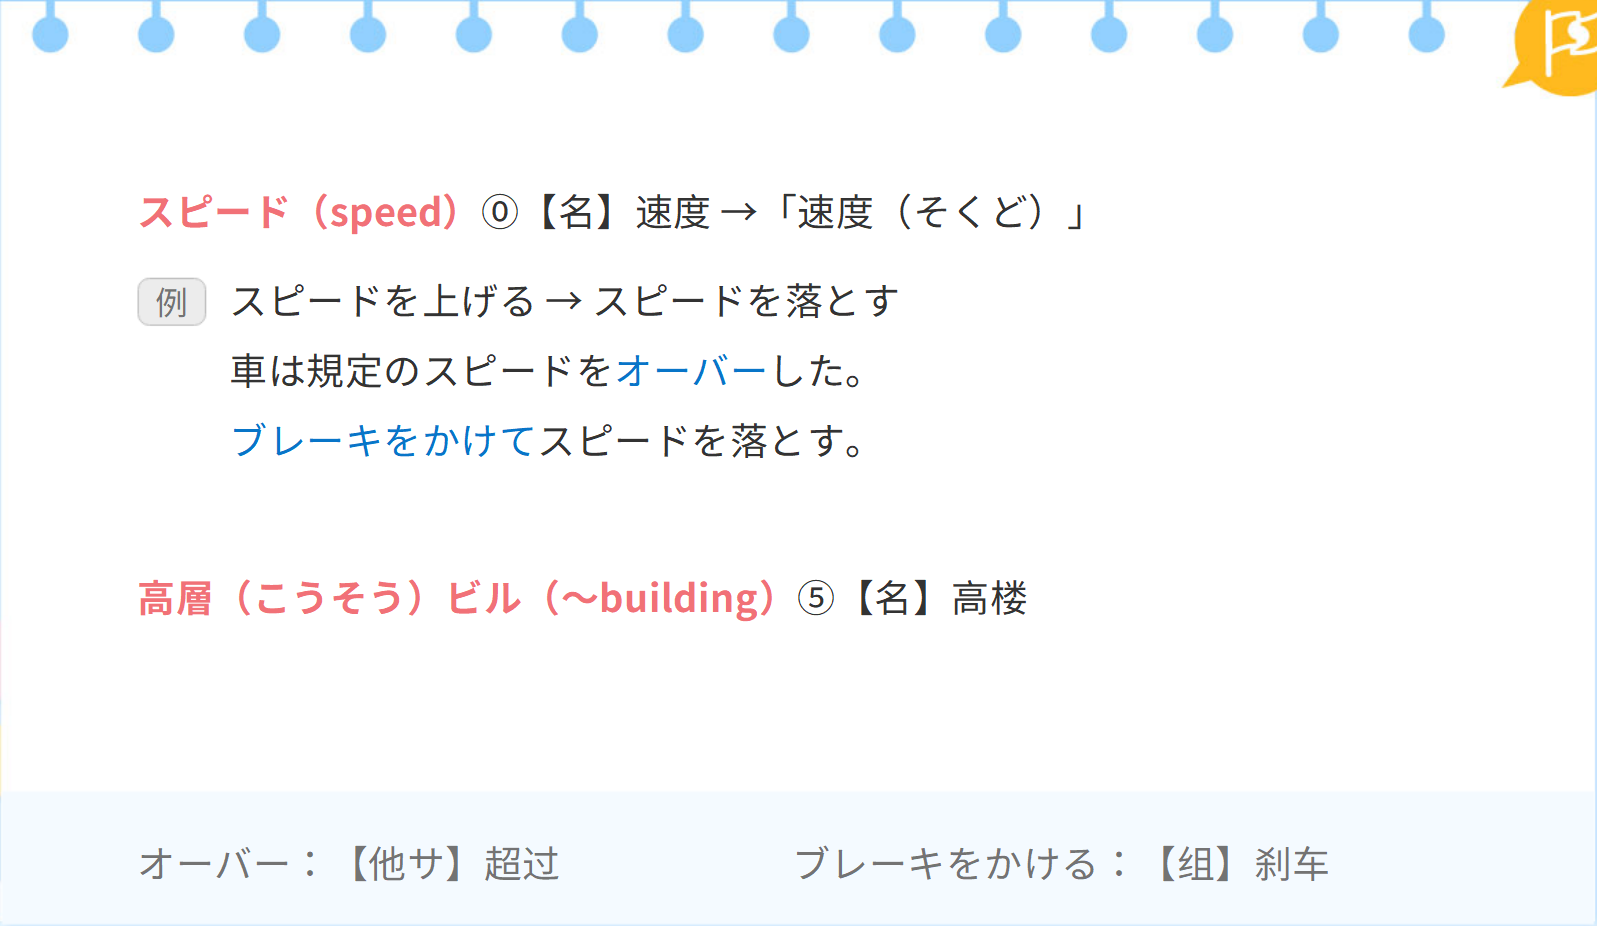 スピード（speed）⓪【名】速度→「速度（そくど）」
例 スピードを上げる→スピードを落とす
車は規定のスピードをオーバーした。
ブレーキをかけてスピードを落とす。
高層（こうそう）ビル（～building）⑤【名】高楼
オーバー：【他サ】超过 ブレーキをかける：【组】刹车